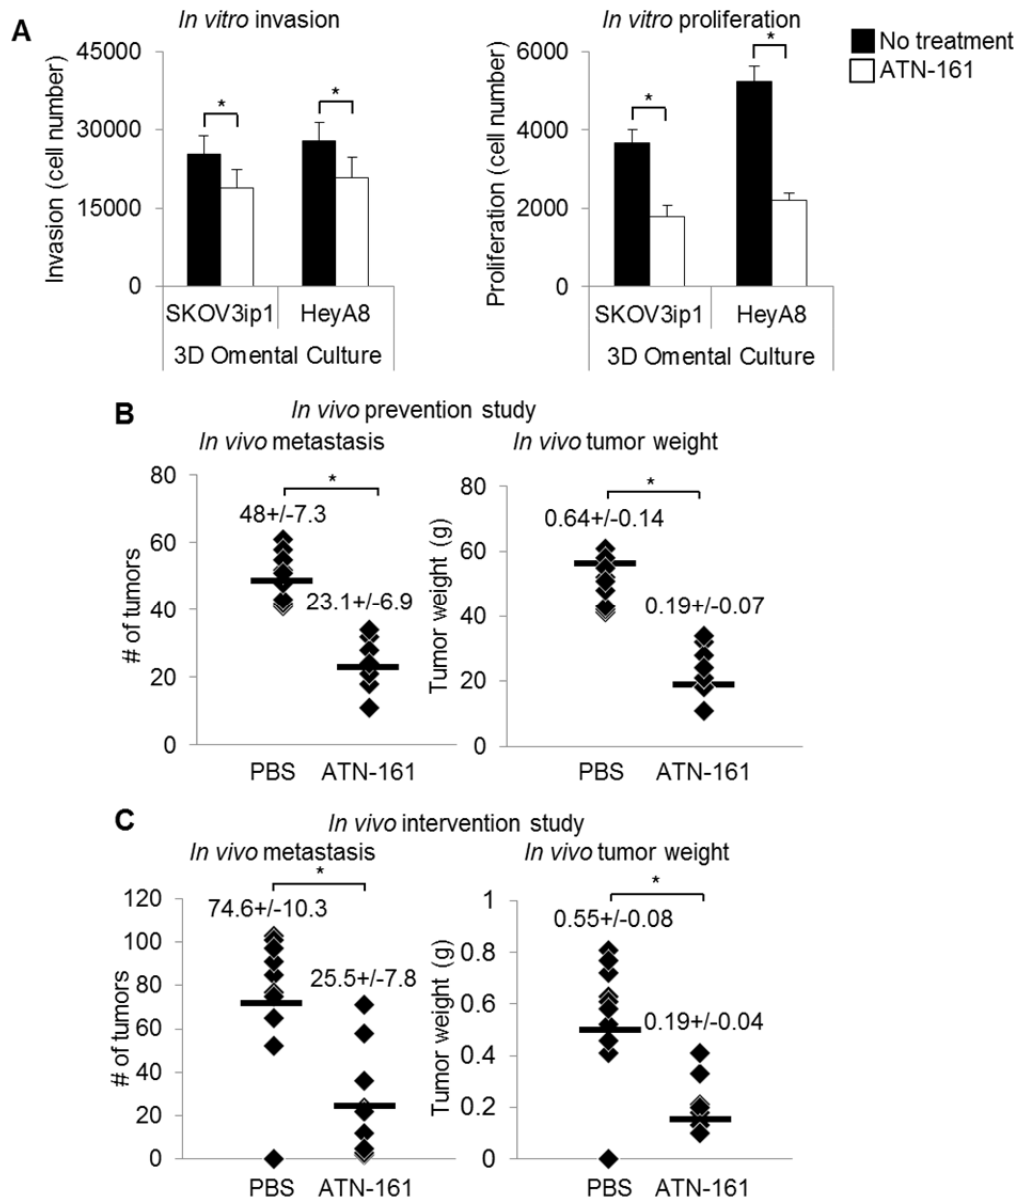 A
In vitro invasion
In vitro proliferation
No treatment
ATN-161
Invasion (cell number)
45000
30000
15000
0
*
*
SKOV3ip1
HeyA8
3D Omental Culture
Proliferation (cell number)
6000
4000
2000
0
*
*
SKOV3ip1
HeyA8
3D Omental Culture
B
In vivo prevention study
In vivo metastasis
In vivo tumor weight
# of tumors
80
60
40
20
0
*
48+/-7.3
23.1+/-6.9
PBS
ATN-161
Tumor weight (g)
80
60
40
20
0
*
0.64+/-0.14
0.19+/-0.07
PBS
ATN-161
C
In vivo intervention study
In vivo metastasis
In vivo tumor weight
# of tumors
120
100
80
60
40
20
0
*
74.6+/-10.3
25.5+/-7.8
PBS
ATN-161
Tumor weight (g)
1
0.8
0.6
0.4
0.2
0
*
0.55+/-0.08
0.19+/-0.04
PBS
ATN-161